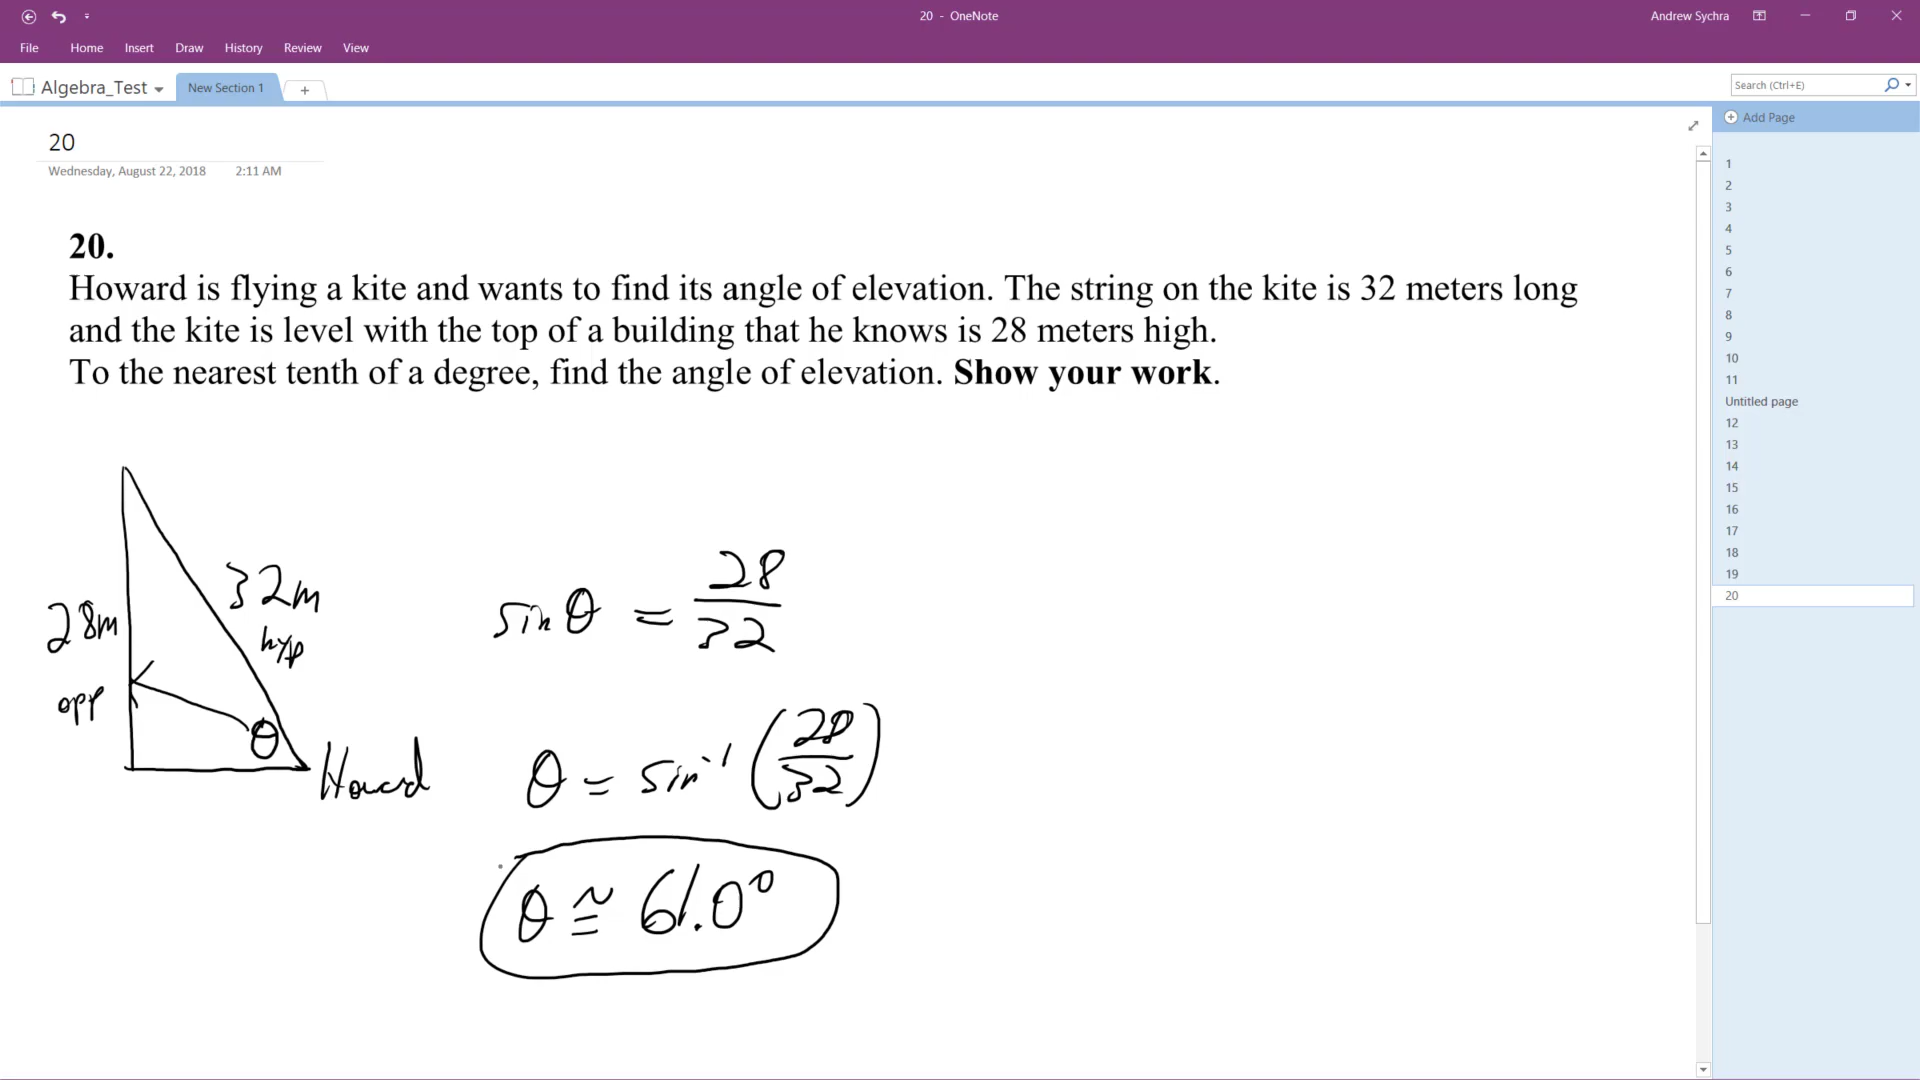 20 - OneNote
Andrew Sychra
File Home Insert Draw History Review View
Algebra_Test
New Section 1
+
Search (Ctrl+E)
Add Page
20
Wednesday, August 22, 2018 2:11 AM
20.
Howard is flying a kite and wants to find its angle of elevation. The string on the kite is 32 meters long
and the kite is level with the top of a building that he knows is 28 meters high.
To the nearest tenth of a degree, find the angle of elevation. Show your work.
28m
opp
32m
hyp
θ
Howard
sin θ = 28/32
θ = sin⁻¹ (28/32)
θ ≅ 61.0°
1
2
3
4
5
6
7
8
9
10
11
Untitled page
12
13
14
15
16
17
18
19
20